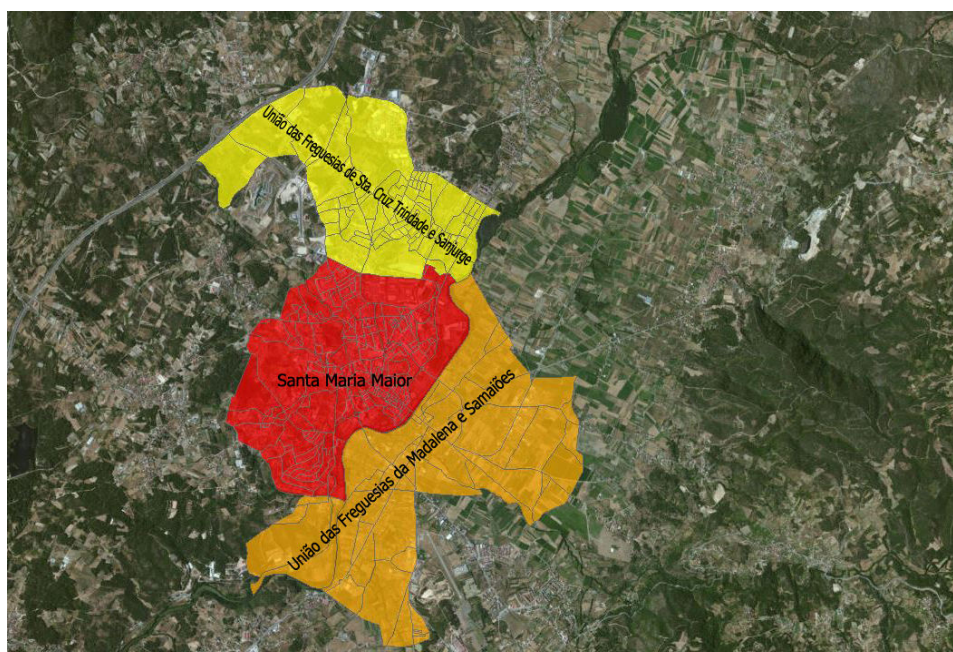 União das Freguesias de Sta. Cruz Trindade e Sanjurge
Santa Maria Maior
União das Freguesias da Madalena e Samaiões